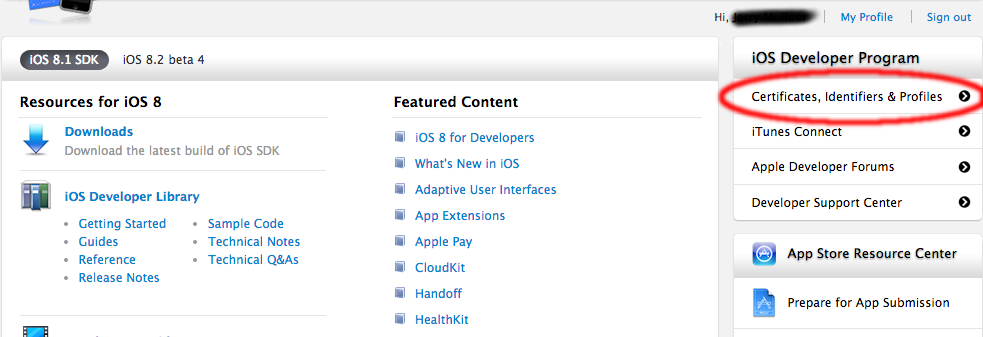 Hi,
My Profile
Sign out
iOS 8.1 SDK
iOS 8.2 beta 4
Resources for iOS 8
Downloads
Download the latest build of iOS SDK
iOS Developer Library
Getting Started
Guides
Reference
Release Notes
Sample Code
Technical Notes
Technical Q&As
Featured Content
iOS 8 for Developers
What's New in iOS
Adaptive User Interfaces
App Extensions
Apple Pay
CloudKit
Handoff
HealthKit
iOS Developer Program
Certificates, Identifiers & Profiles
iTunes Connect
Apple Developer Forums
Developer Support Center
App Store Resource Center
Prepare for App Submission